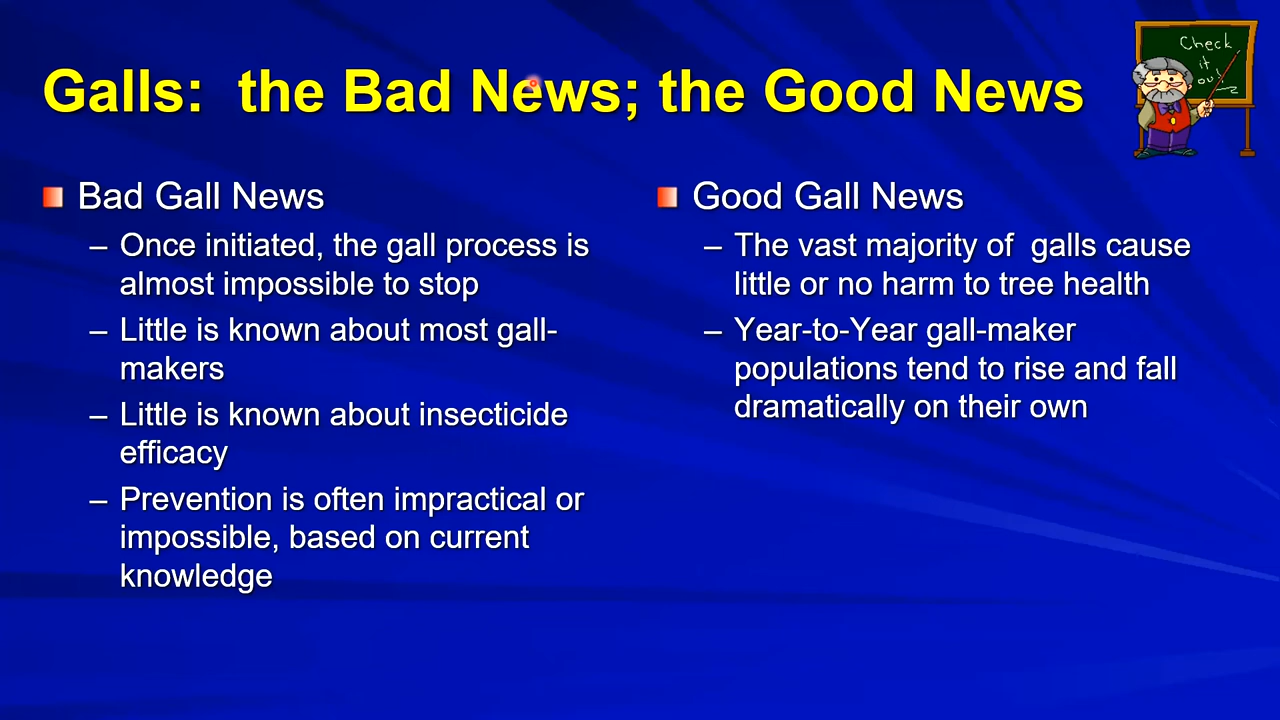 Galls:  the Bad News; the Good News
Check
it
out
Bad Gall News
– Once initiated, the gall process is
almost impossible to stop
– Little is known about most gall-
makers
– Little is known about insecticide
efficacy
– Prevention is often impractical or
impossible, based on current
knowledge
Good Gall News
– The vast majority of  galls cause
little or no harm to tree health
– Year-to-Year gall-maker
populations tend to rise and fall
dramatically on their own